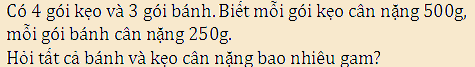 Có 4 gói kẹo và 3 gói bánh. Biết mỗi gói kẹo cân nặng 500g,
mỗi gói bánh cân nặng 250g.
Hỏi tất cả bánh và kẹo cân nặng bao nhiêu gam?